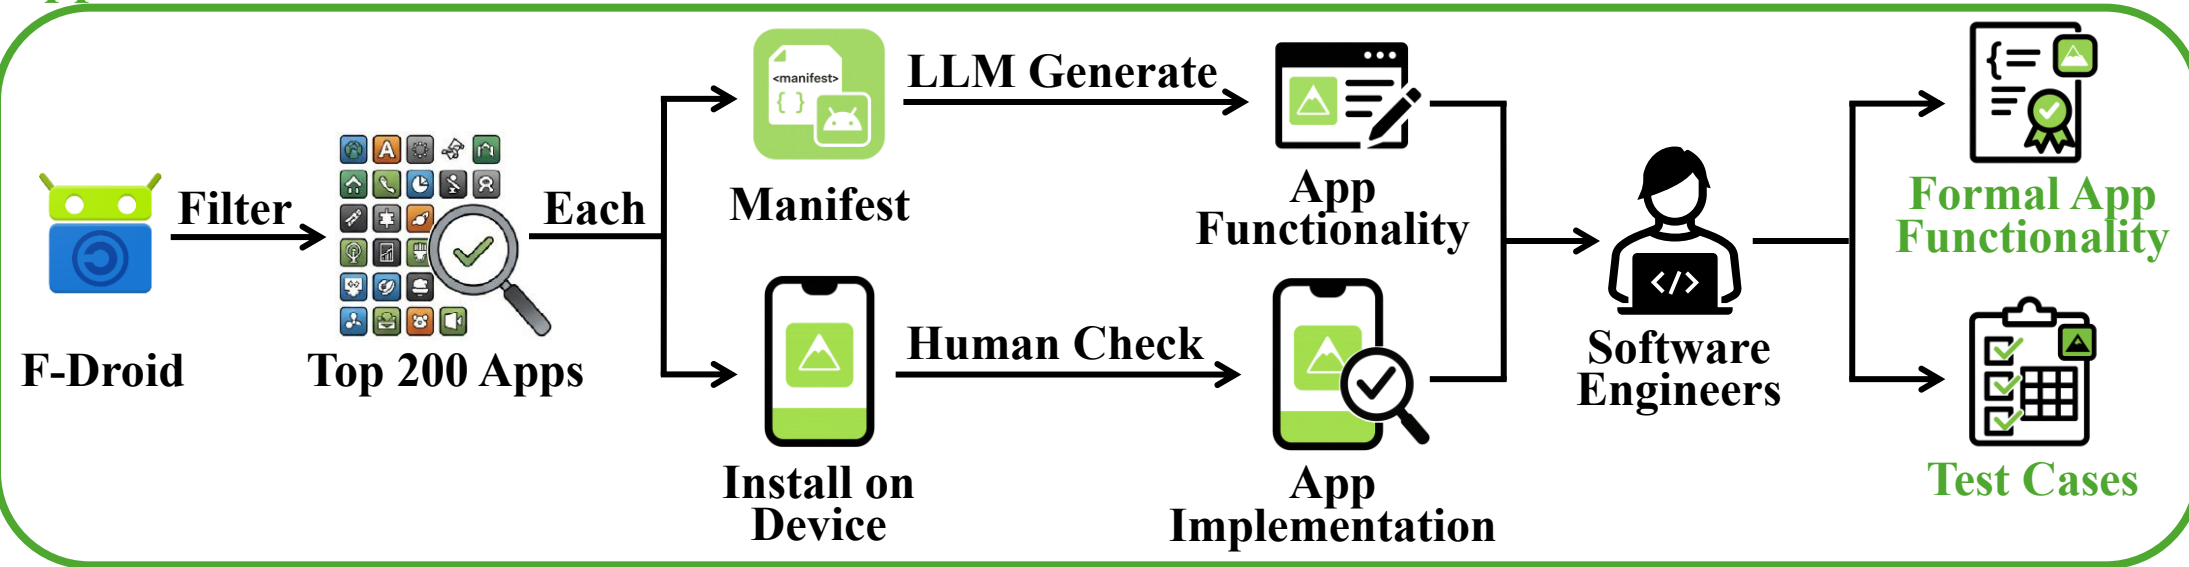 F-Droid
Filter
Top 200 Apps
Each
<manifest>
{ }
Manifest
LLM Generate
App
Functionality
Install on
Device
Human Check
App
Implementation
</>
Software
Engineers
{=
Formal App
Functionality
Test Cases